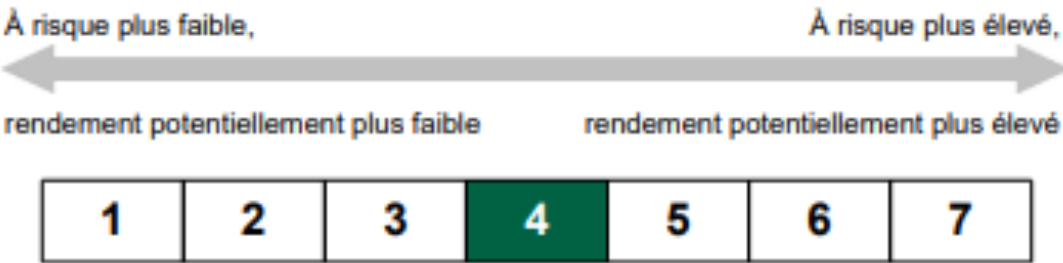 À risque plus faible, À risque plus élevé,
rendement potentiellement plus faible rendement potentiellement plus élevé
1 2 3 4 5 6 7